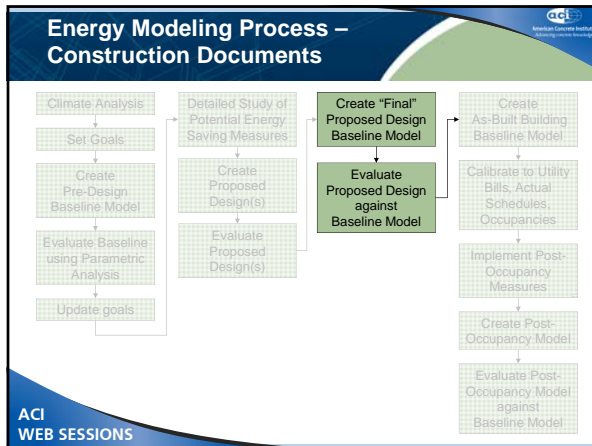 Energy Modeling Process –
Construction Documents
aci
American Concrete Institute
Advancing concrete knowledge
Climate Analysis
Set Goals
Create
Pre-Design
Baseline Model
Evaluate Baseline
using Parametric
Analysis
Update goals
Detailed Study of
Potential Energy
Saving Measures
Create
Proposed
Design(s)
Evaluate
Proposed
Design(s)
Create “Final”
Proposed Design
Baseline Model
Evaluate
Proposed Design
against
Baseline Model
Create
As-Built Building
Baseline Model
Calibrate to Utility
Bills, Actual
Schedules,
Occupancies
Implement Post-
Occupancy
Measures
Create Post-
Occupancy Model
Evaluate Post-
Occupancy Model
against
Baseline Model
ACI
WEB SESSIONS